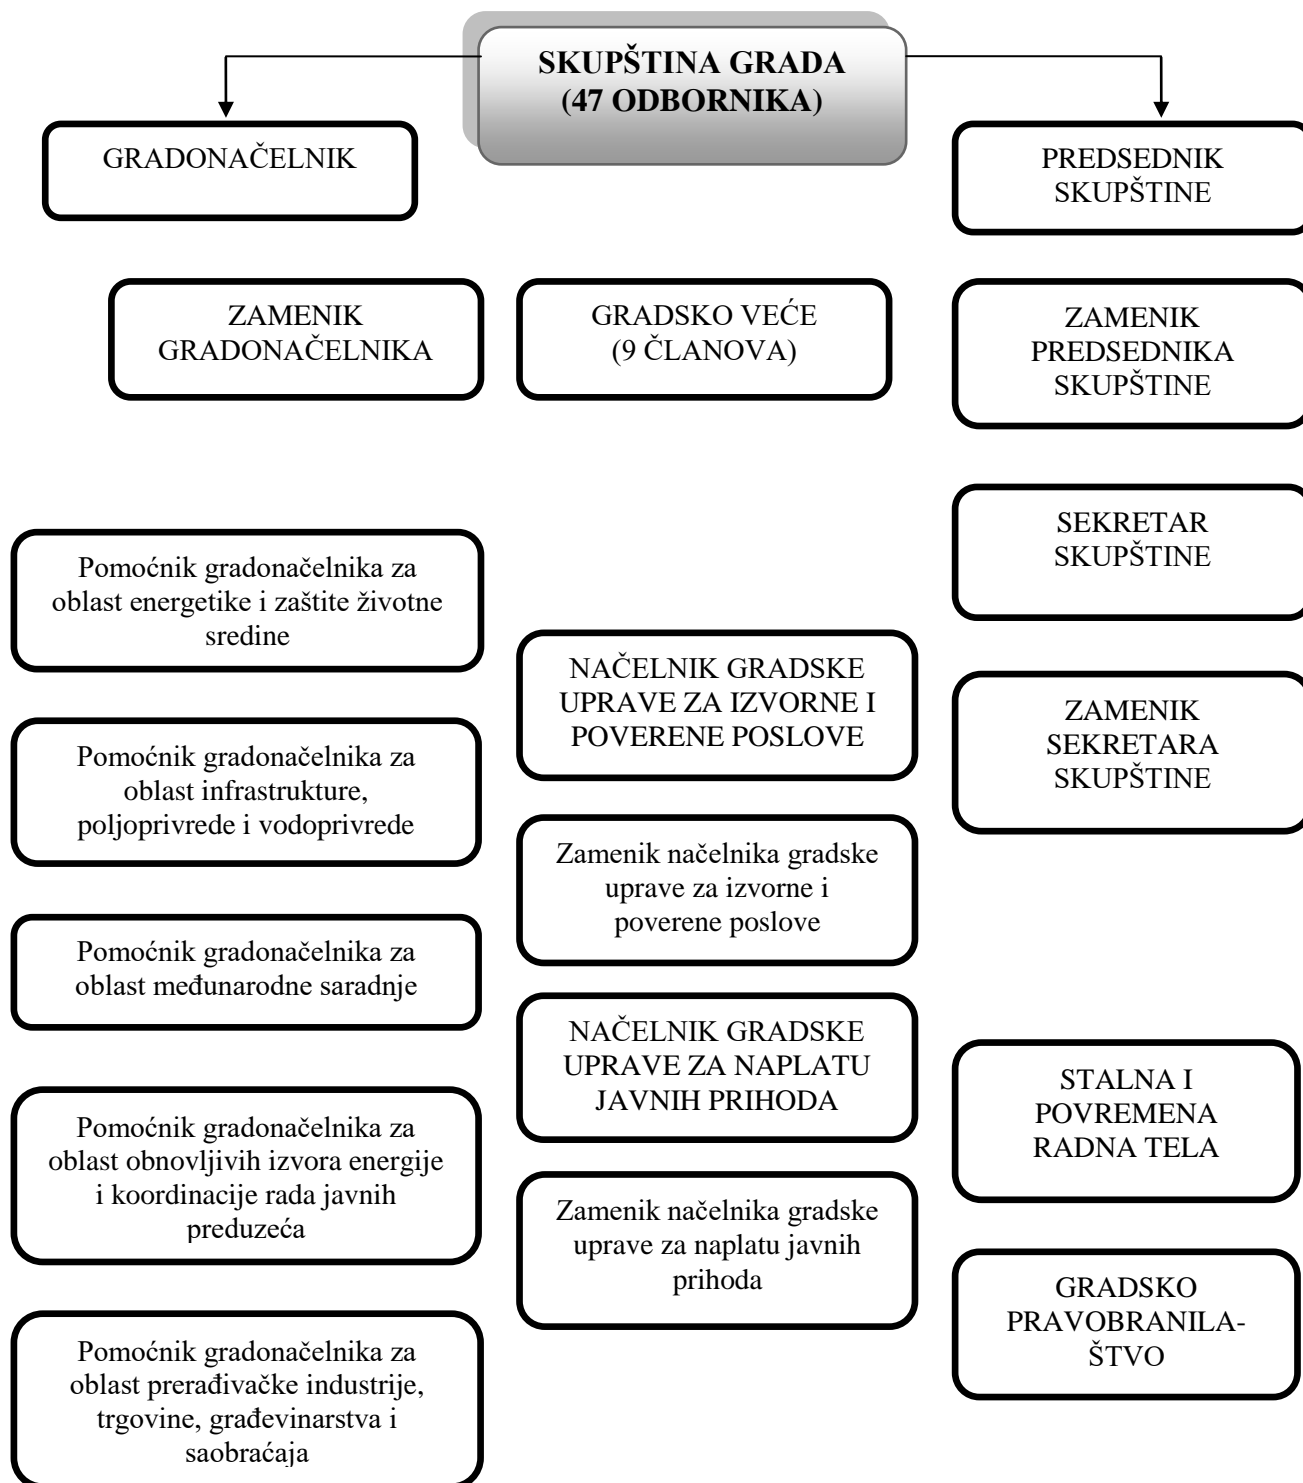 SKUPŠTINA GRADA
(47 ODBORNIKA)
GRADONAČELNIK
PREDSEDNIK
SKUPŠTINE
ZAMENIK
GRADONAČELNIKA
GRADSKO VEĆE
(9 ČLANOVA)
ZAMENIK
PREDSEDNIKA
SKUPŠTINE
SEKRETAR
SKUPŠTINE
ZAMENIK
SEKRETARA
SKUPŠTINE
STALNA I
POVREMENA
RADNA TELA
GRADSKO
PRAVOBRANILA-
ŠTVO
Pomoćnik gradonačelnika za
oblast energetike i zaštite životne
sredine
Pomoćnik gradonačelnika za
oblast infrastrukture,
poljoprivrede i vodoprivrede
Pomoćnik gradonačelnika za
oblast međunarodne saradnje
Pomoćnik gradonačelnika za
oblast obnovljivih izvora energije
i koordinacije rada javnih
preduzeća
Pomoćnik gradonačelnika za
oblast prerađivačke industrije,
trgovine, građevinarstva i
saobraćaja
NAČELNIK GRADSKE
UPRAVE ZA IZVORNE I
POVERENE POSLOVE
Zamenik načelnika gradske
uprave za izvorne i
poverene poslove
NAČELNIK GRADSKE
UPRAVE ZA NAPLATU
JAVNIH PRIHODA
Zamenik načelnika gradske
uprave za naplatu javnih
prihoda